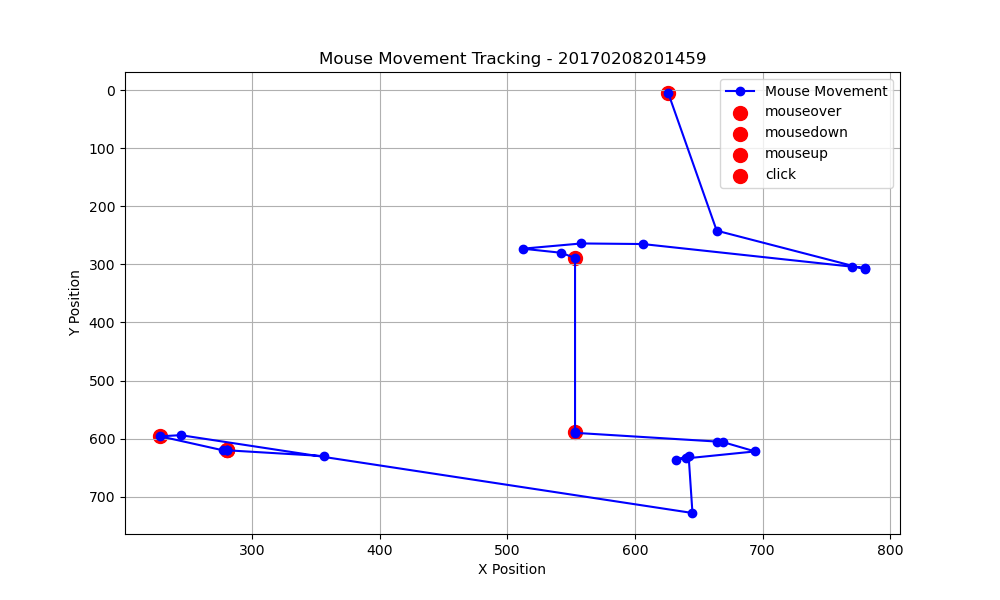 Mouse Movement Tracking - 20170208201459
Mouse Movement
mouseover
mousedown
mouseup
click
0
100
200
300
400
500
600
700
Y Position
300
400
500
600
700
800
X Position